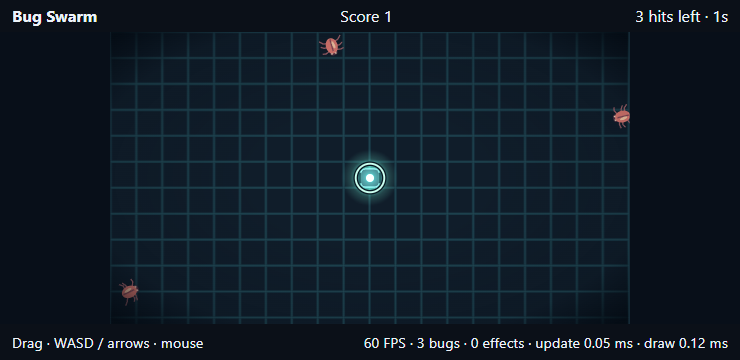 Bug Swarm
Score 1
3 hits left · 1s
Drag · WASD / arrows · mouse
60 FPS · 3 bugs · 0 effects · update 0.05 ms · draw 0.12 ms